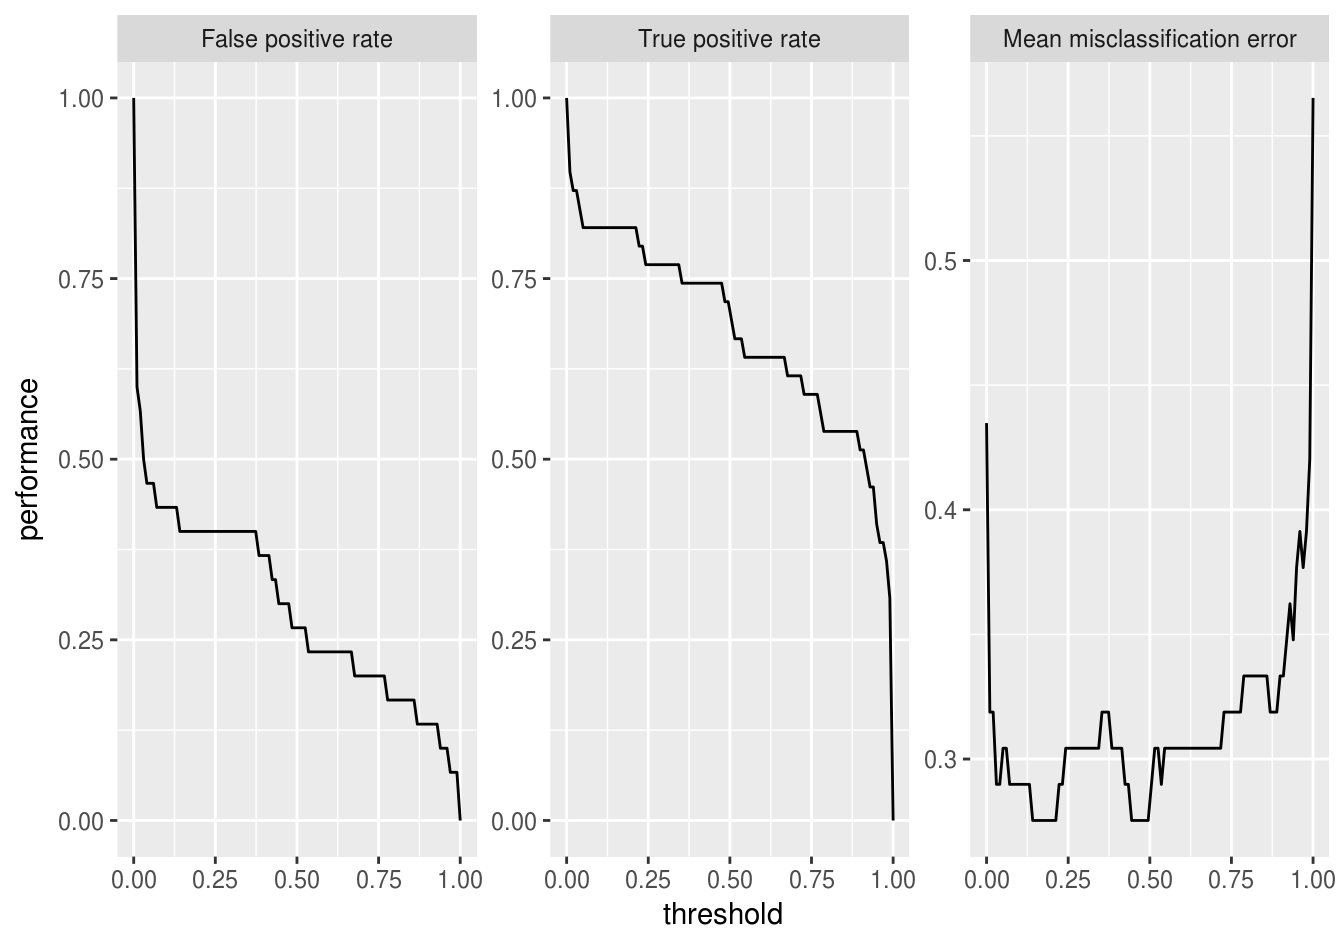 False positive rate
True positive rate
Mean misclassification error
performance
1.00
0.75
0.50
0.25
0.00
1.00
0.75
0.50
0.25
0.00
0.5
0.4
0.3
0.00 0.25 0.50 0.75 1.00
0.00 0.25 0.50 0.75 1.00
0.00 0.25 0.50 0.75 1.00
threshold